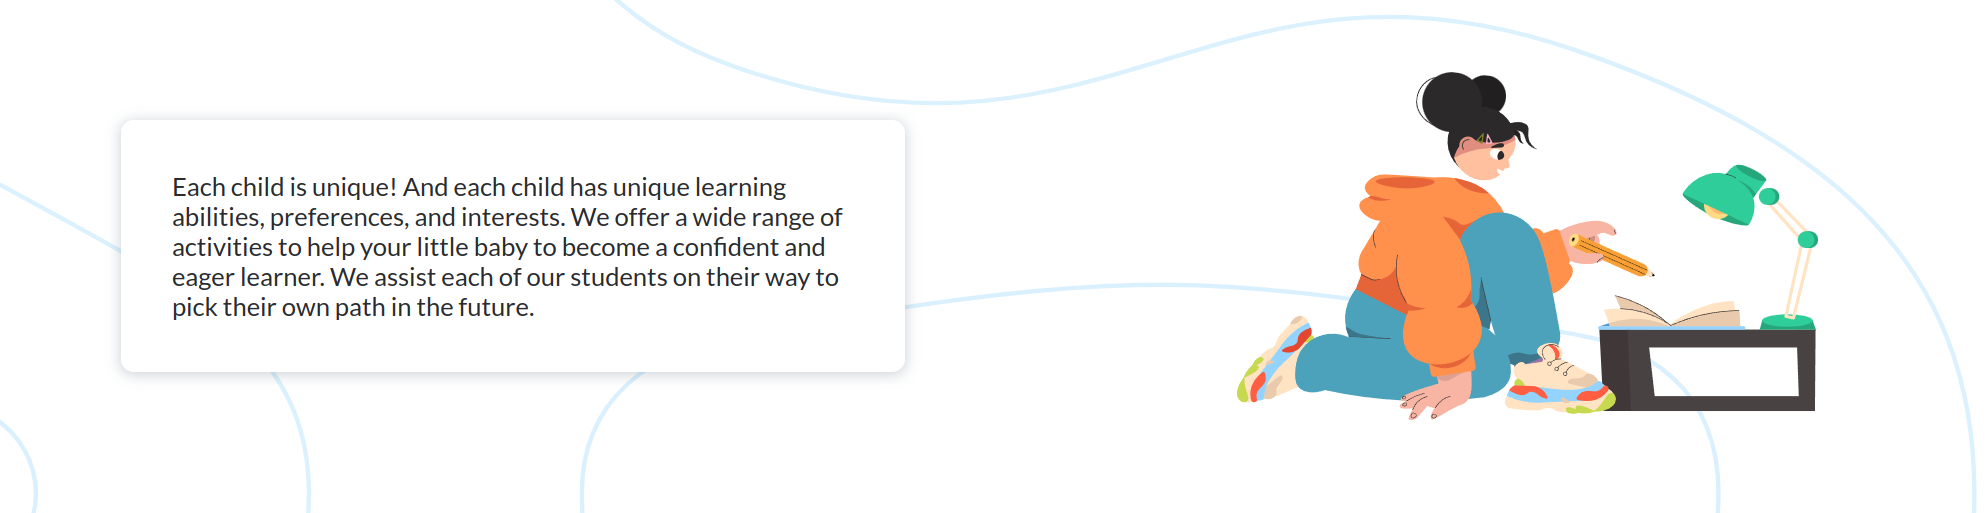 Each child is unique! And each child has unique learning
abilities, preferences, and interests. We offer a wide range of
activities to help your little baby to become a confident and
eager learner. We assist each of our students on their way to
pick their own path in the future.